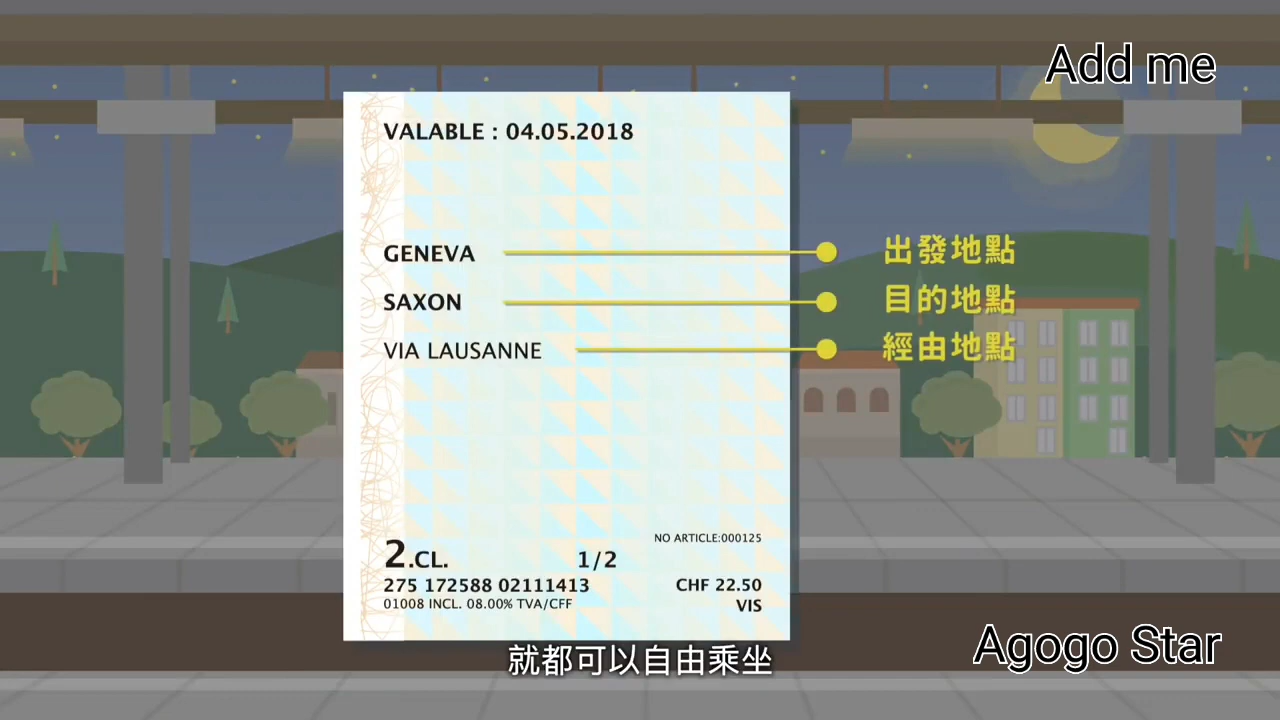 Add me
VALABLE : 04.05.2018
GENEVA
出發地點
SAXON
目的地點
VIA LAUSANNE
經由地點
NO ARTICLE:000125
2.CL.
1/2
275 172588 02111413
CHF 22.50
01008 INCL. 08.00% TVA/CFF
VIS
就都可以自由乘坐
Agogo Star